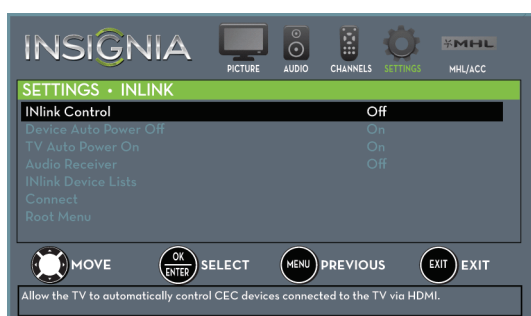 INSIGNIA
PICTURE AUDIO CHANNELS SETTINGS MHL MHL/ACC
SETTINGS • INLINK
INlink Control Off
Device Auto Power Off On
TV Auto Power On On
Audio Receiver Off
INlink Device Lists
Connect
Root Menu
MOVE OK ENTER SELECT MENU PREVIOUS EXIT EXIT
Allow the TV to automatically control CEC devices connected to the TV via HDMI.